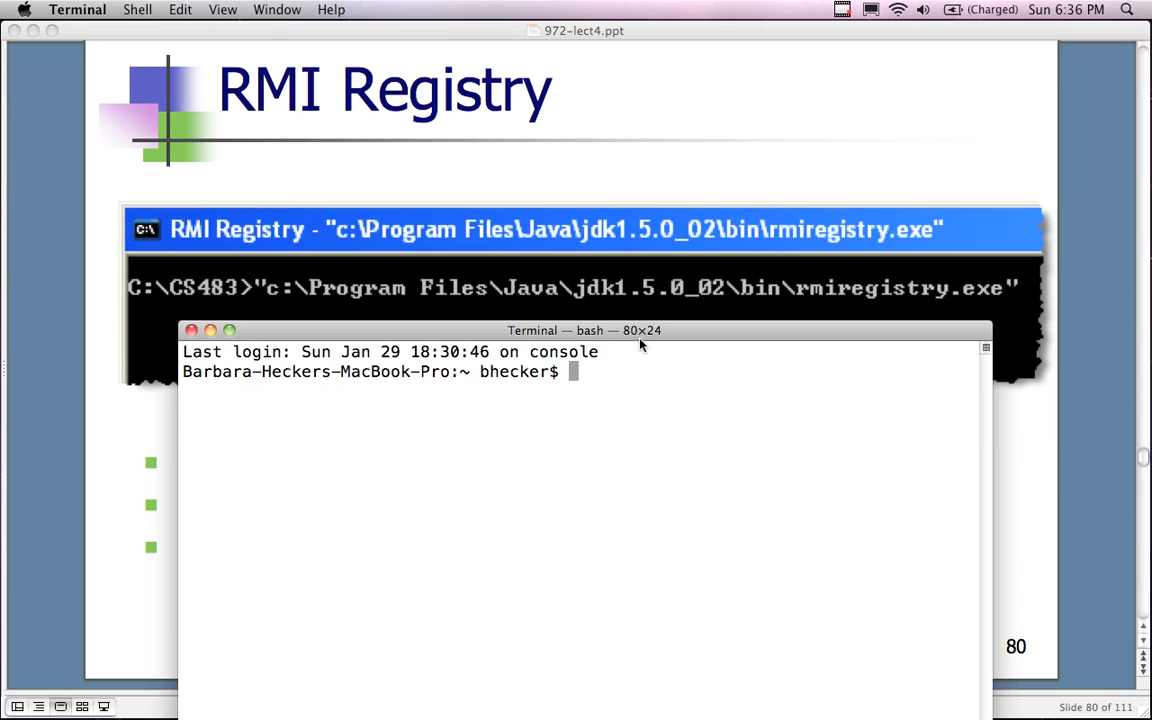 Terminal Shell Edit View Window Help (Charged) Sun 6:36 PM
972-lect4.ppt
RMI Registry
C:\ RMI Registry - "c:\Program Files\Java\jdk1.5.0_02\bin\rmiregistry.exe"
C:\CS483>"c:\Program Files\Java\jdk1.5.0_02\bin\rmiregistry.exe"
Terminal — bash — 80×24
Last login: Sun Jan 29 18:30:46 on console
Barbara-Heckers-MacBook-Pro:~ bhecker$
80
Slide 80 of 111